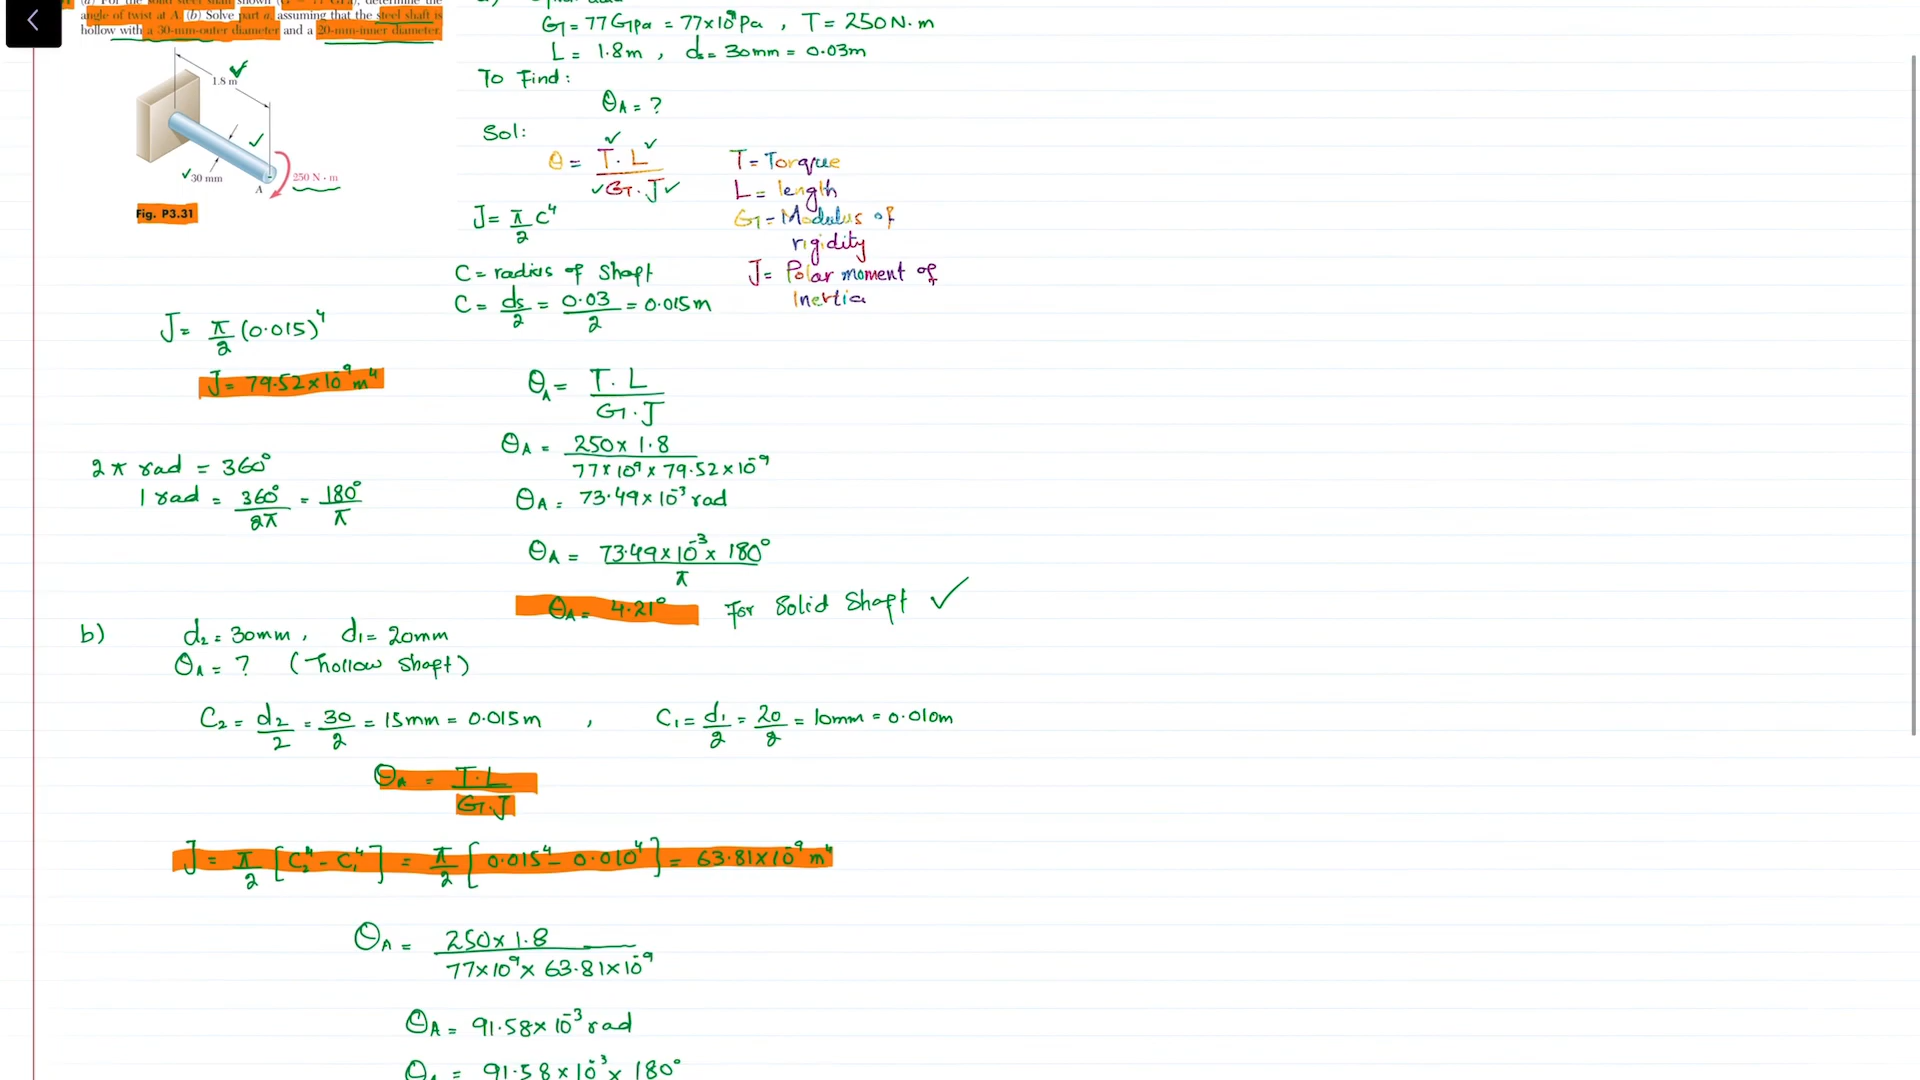 angle of twist at A. (b) Solve part a, assuming that the steel shaft is
hollow with a 30-mm-outer diameter and a 20-mm-inner diameter.
1.8 m
30 mm
A
250 N · m
Fig. P3.31
G = 77 Gpa = 77×10⁹ Pa , T = 250 N·m
L = 1.8m , ds = 30mm = 0.03m
To Find:
θA = ?
Sol:
θ = T. L / G. J
T = Torque
L = length
G = Modulus of
rigidity
J = Polar moment of
Inertia
J = π/2 C⁴
C = radius of Shaft
C = ds/2 = 0.03/2 = 0.015m
J = π/2 (0.015)⁴
J = 79.52×10⁻⁹ m⁴
θA = T. L / G. J
θA = 250×1.8 / 77×10⁹×79.52×10⁻⁹
θA = 73.49×10⁻³ rad
2π rad = 360°
1 rad = 360°/2π = 180°/π
θA = 73.49×10⁻³×180° / π
θA = 4.21° For Solid Shaft ✓
b) d₂ = 30mm , d₁ = 20mm
θA = ? (hollow shaft)
C₂ = d₂/2 = 30/2 = 15mm = 0.015m , C₁ = d₁/2 = 20/2 = 10mm = 0.010m
θA = T.L / G.J
J = π/2 [C₂⁴ - C₁⁴] = π/2 [0.015⁴ - 0.010⁴] = 63.81×10⁻⁹ m⁴
θA = 250×1.8 / 77×10⁹×63.81×10⁻⁹
θA = 91.58×10⁻³ rad
θA = 91.58×10⁻³×180°